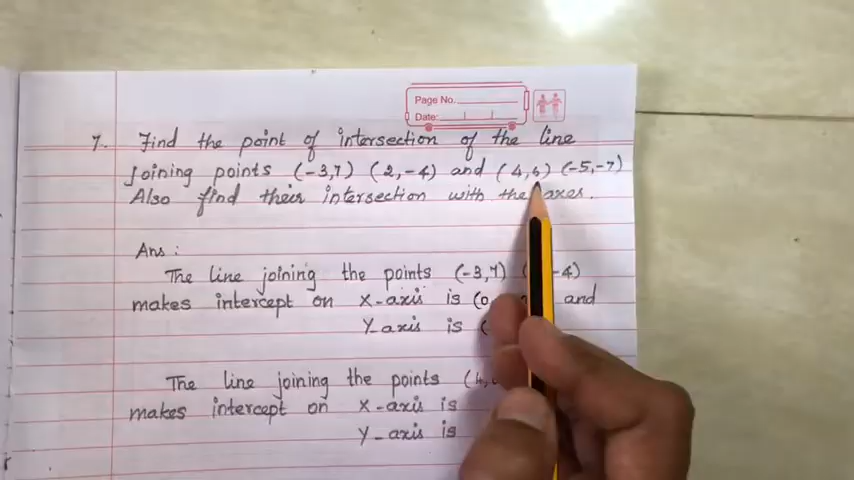 Page No.
Date:
7. Find the point of intersection of the line
joining points (-3,7) (2,-4) and (4,6) (-5,-7)
Also find their intersection with the axes.
Ans :
The line joining the points (-3,7) -4)
makes intercept on X-axis is (0, and
Y axis is (
The line joining the points (4,
makes intercept on X-axis is
Y-axis is